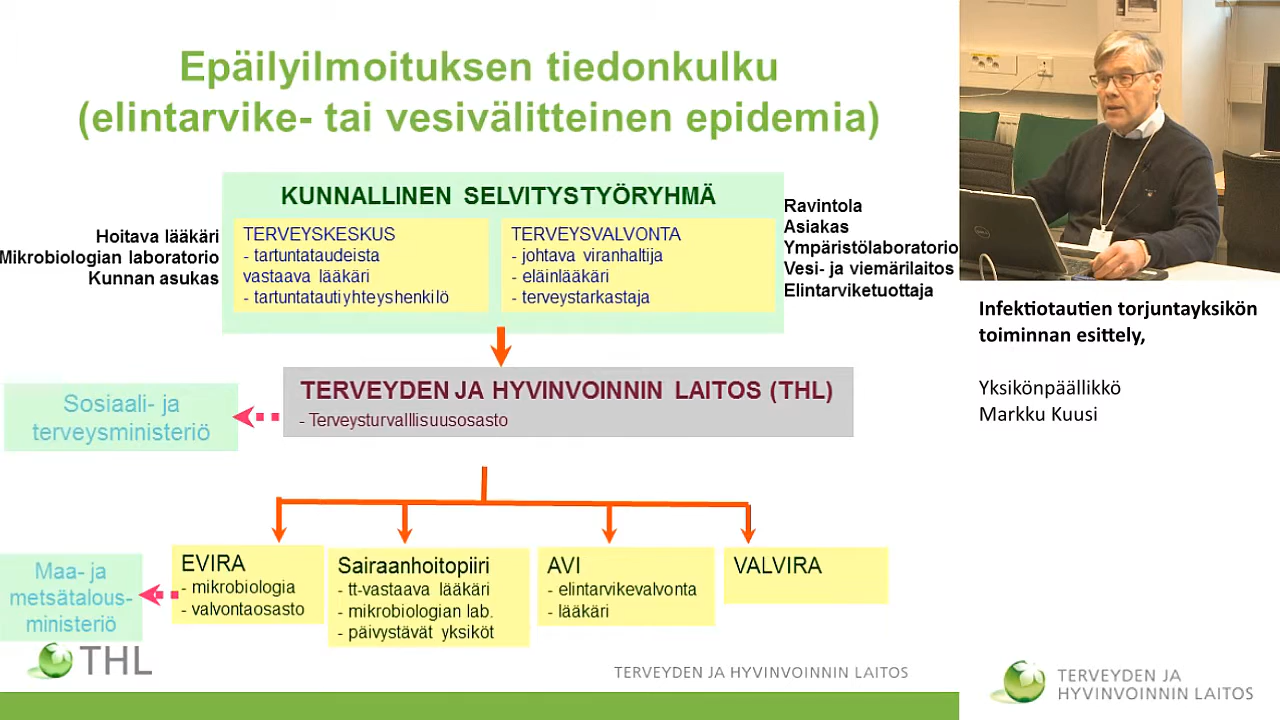 Epäilyilmoituksen tiedonkulku
(elintarvike- tai vesivälitteinen epidemia)
KUNNALLINEN SELVITYSTYÖRYHMÄ
Hoitava lääkäri
Mikrobiologian laboratorio
Kunnan asukas
TERVEYSKESKUS
- tartuntataudeista
vastaava lääkäri
- tartuntatautiyhteyshenkilö
TERVEYSVALVONTA
- johtava viranhaltija
- eläinlääkäri
- terveystarkastaja
Ravintola
Asiakas
Ympäristölaboratorio
Vesi- ja viemärilaitos
Elintarviketuottaja
TERVEYDEN JA HYVINVOINNIN LAITOS (THL)
- Terveysturvalllisuusosasto
Sosiaali- ja
terveysministeriö
EVIRA
- mikrobiologia
- valvontaosasto
Sairaanhoitopiiri
- tt-vastaava lääkäri
- mikrobiologian lab.
- päivystävät yksiköt
AVI
- elintarvikevalvonta
- lääkäri
VALVIRA
Maa- ja
metsätalous-
ministeriö
THL
TERVEYDEN JA HYVINVOINNIN LAITOS
Infektiotautien torjuntayksikön
toiminnan esittely,
Yksikönpäällikkö
Markku Kuusi
TERVEYDEN JA
HYVINVOINNIN LAITOS